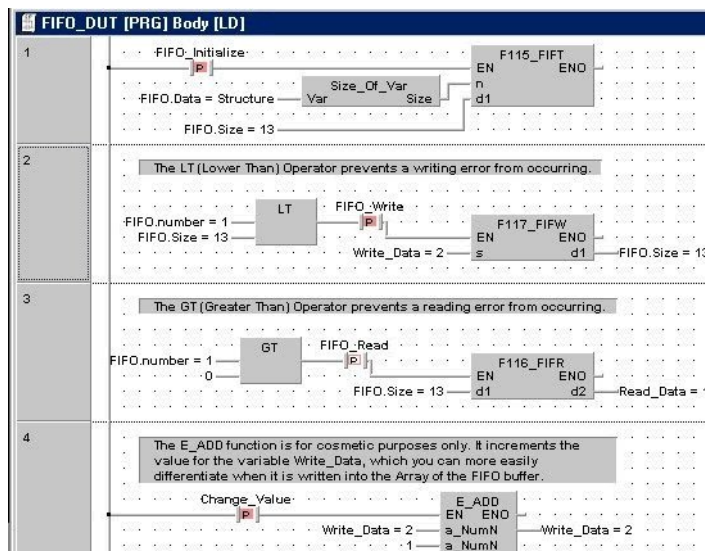 FIFO_DUT [PRG] Body [LD]
1
FIFO_Initialize
P
F115_FIFT
EN ENO
n
d1
Size_Of_Var
Var Size
FIFO.Data = Structure
FIFO.Size = 13
2
The LT (Lower Than) Operator prevents a writing error from occurring.
LT
FIFO_Write
P
FIFO.number = 1
FIFO.Size = 13
F117_FIFW
EN ENO
Write_Data = 2
s d1
FIFO.Size = 13
3
The GT (Greater Than) Operator prevents a reading error from occurring.
GT
FIFO_Read
P
FIFO.number = 1
0
F116_FIFR
EN ENO
FIFO.Size = 13
d1 d2
Read_Data = 1
4
The E_ADD function is for cosmetic purposes only. It increments the
value for the variable Write_Data, which you can more easily
differentiate when it is written into the Array of the FIFO buffer.
Change_Value
P
E_ADD
EN ENO
Write_Data = 2
a_NumN
Write_Data = 2
1
a_NumN